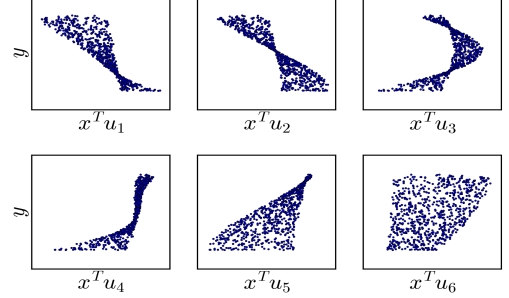 y
x^T u_1
x^T u_2
x^T u_3
y
x^T u_4
x^T u_5
x^T u_6